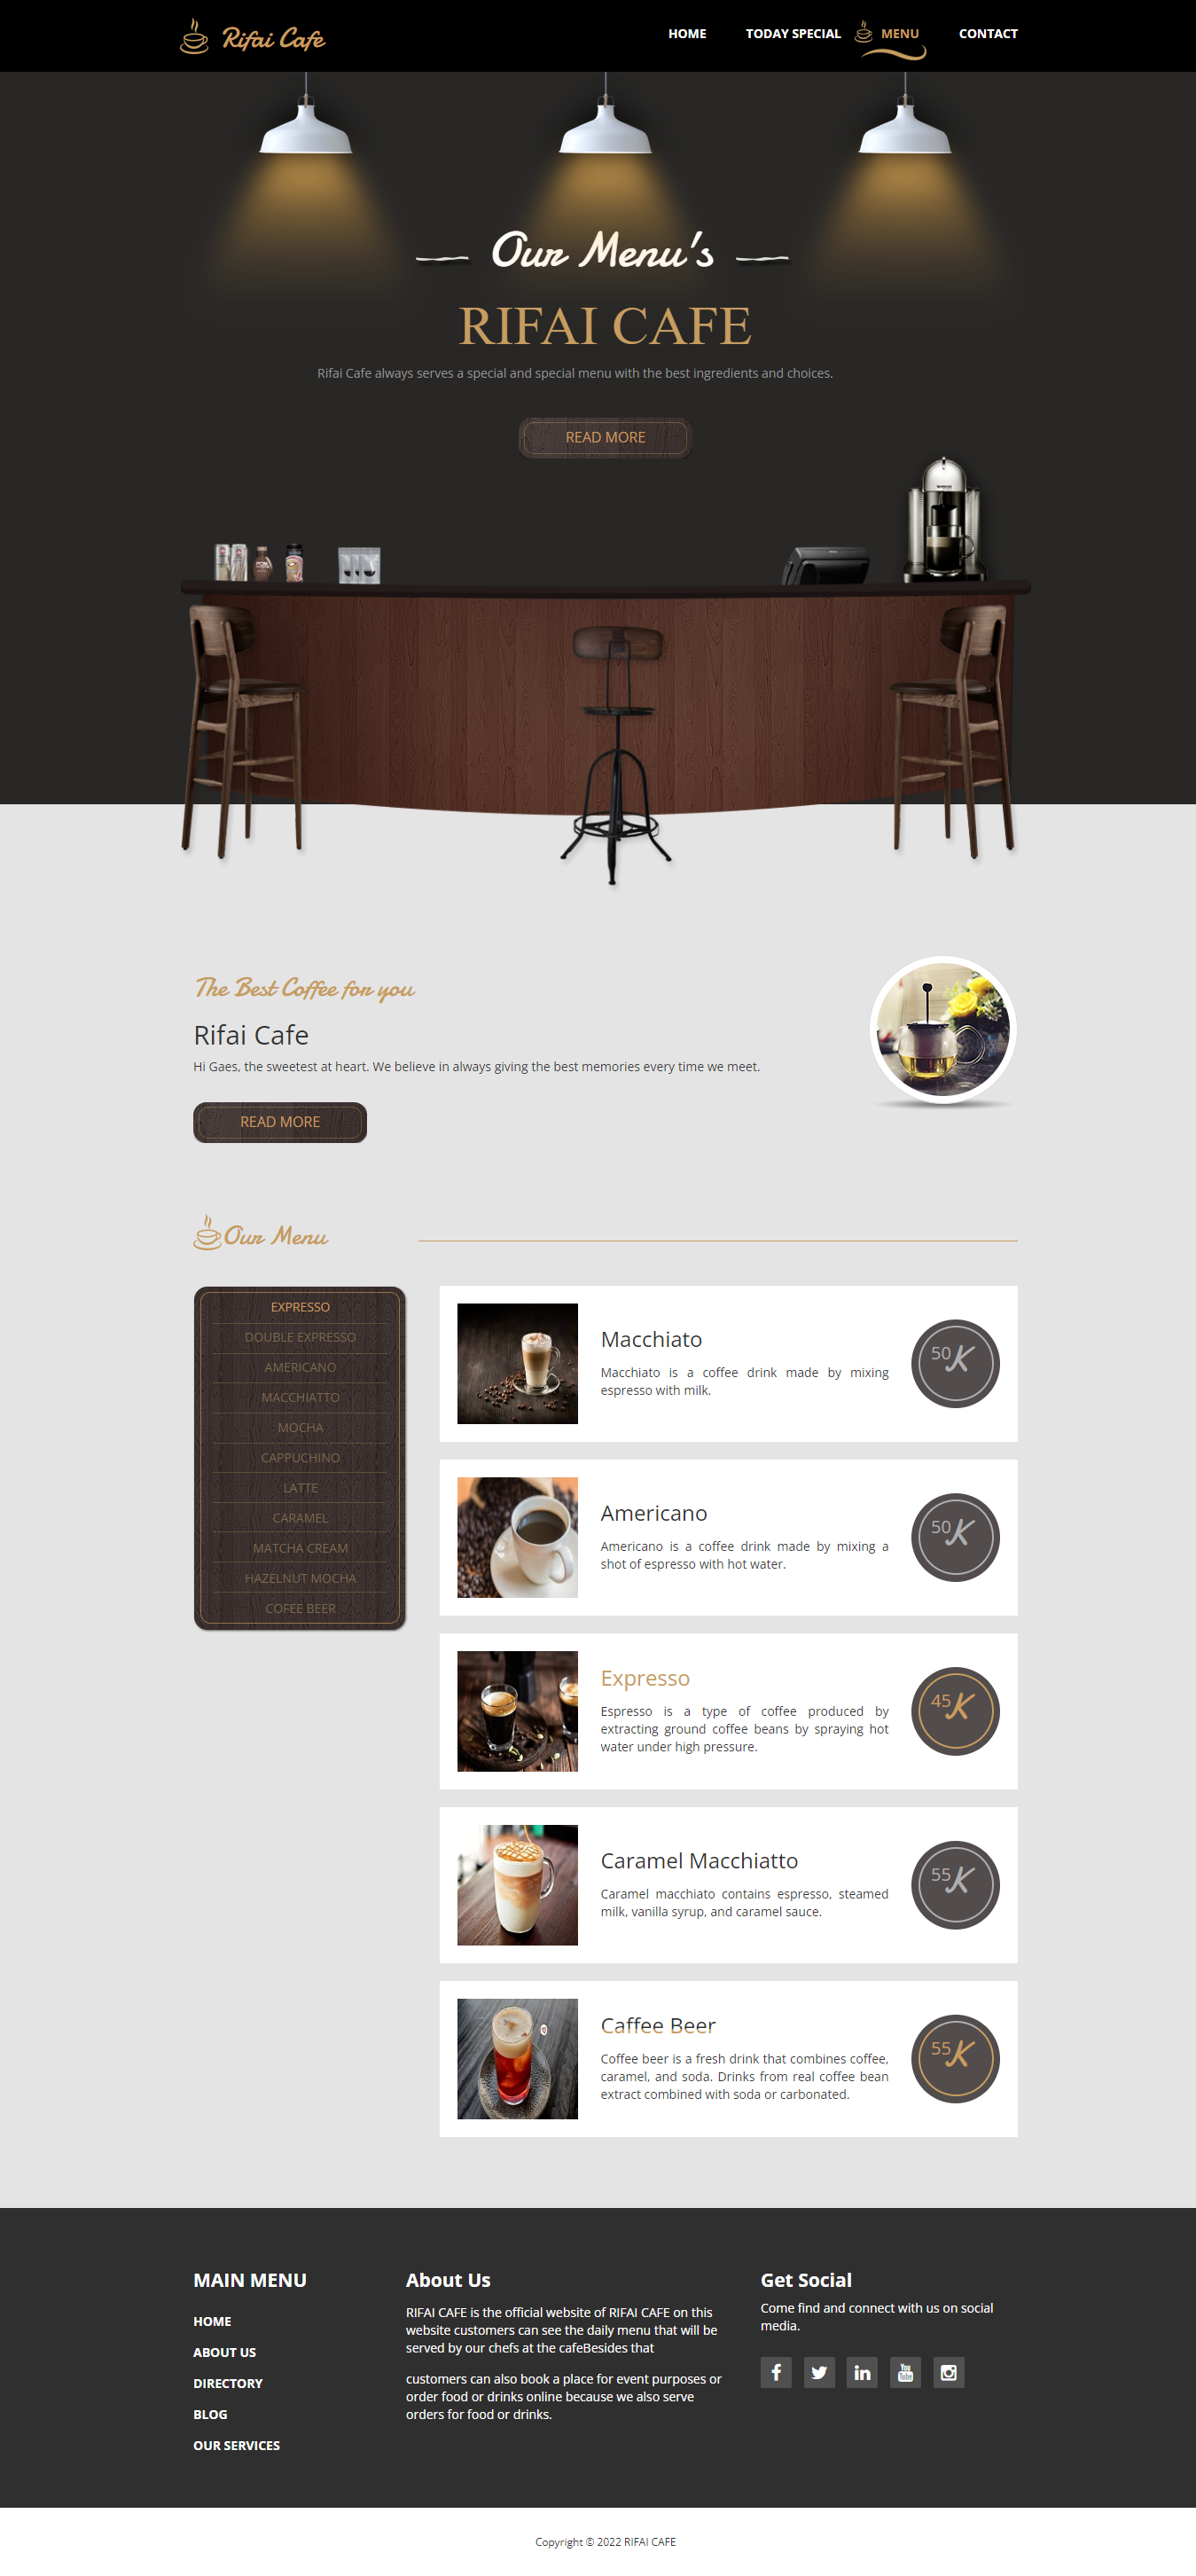 Rifai Cafe
HOME
TODAY SPECIAL
MENU
CONTACT
Our Menu's
RIFAI CAFE
Rifai Cafe always serves a special and special menu with the best ingredients and choices.
READ MORE
The Best Coffee for you
Rifai Cafe
Hi Gaes, the sweetest at heart. We believe in always giving the best memories every time we meet.
READ MORE
Our Menu
EXPRESSO
DOUBLE EXPRESSO
AMERICANO
MACCHIATTO
MOCHA
CAPPUCHINO
LATTE
CARAMEL
MATCHA CREAM
HAZELNUT MOCHA
COFEE BEER
Macchiato
Macchiato is a coffee drink made by mixing
espresso with milk.
50K
Americano
Americano is a coffee drink made by mixing a
shot of espresso with hot water.
50K
Expresso
Espresso is a type of coffee produced by
extracting ground coffee beans by spraying hot
water under high pressure.
45K
Caramel Macchiatto
Caramel macchiato contains espresso, steamed
milk, vanilla syrup, and caramel sauce.
55K
Caffee Beer
Coffee beer is a fresh drink that combines coffee,
caramel, and soda. Drinks from real coffee bean
extract combined with soda or carbonated.
55K
MAIN MENU
HOME
ABOUT US
DIRECTORY
BLOG
OUR SERVICES
About Us
RIFAI CAFE is the official website of RIFAI CAFE on this
website customers can see the daily menu that will be
served by our chefs at the cafeBesides that
customers can also book a place for event purposes or
order food or drinks online because we also serve
orders for food or drinks.
Get Social
Come find and connect with us on social
media.
You
Tube
Copyright © 2022 RIFAI CAFE